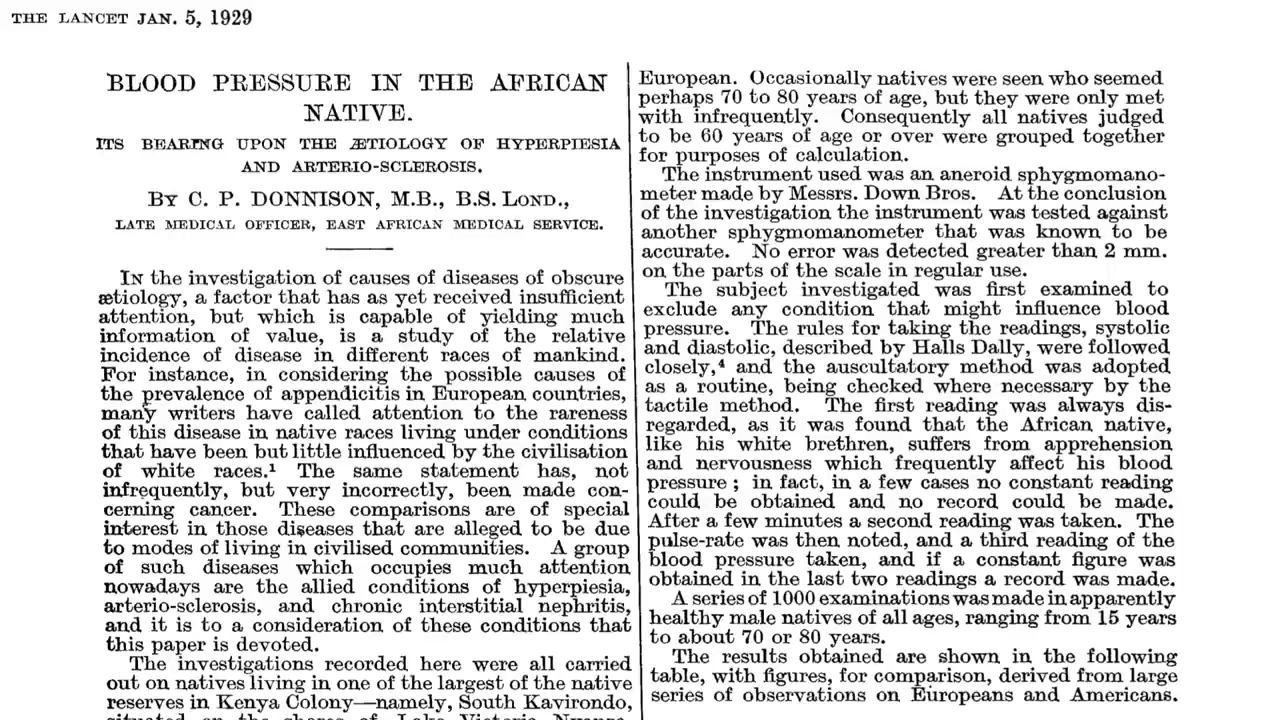 THE LANCET JAN. 5, 1929
BLOOD PRESSURE IN THE AFRICAN
NATIVE.
ITS BEARING UPON THE ÆTIOLOGY OF HYPERPIESIA
AND ARTERIO-SCLEROSIS.
BY C. P. DONNISON, M.B., B.S. LOND.,
LATE MEDICAL OFFICER, EAST AFRICAN MEDICAL SERVICE.
IN the investigation of causes of diseases of obscure
ætiology, a factor that has as yet received insufficient
attention, but which is capable of yielding much
information of value, is a study of the relative
incidence of disease in different races of mankind.
For instance, in considering the possible causes of
the prevalence of appendicitis in European countries,
many writers have called attention to the rareness
of this disease in native races living under conditions
that have been but little influenced by the civilisation
of white races.¹ The same statement has, not
infrequently, but very incorrectly, been made con-
cerning cancer. These comparisons are of special
interest in those diseases that are alleged to be due
to modes of living in civilised communities. A group
of such diseases which occupies much attention
nowadays are the allied conditions of hyperpiesia,
arterio-sclerosis, and chronic interstitial nephritis,
and it is to a consideration of these conditions that
this paper is devoted.
The investigations recorded here were all carried
out on natives living in one of the largest of the native
reserves in Kenya Colony—namely, South Kavirondo,
situated on the shores of Lake Victoria Nyanza,
European. Occasionally natives were seen who seemed
perhaps 70 to 80 years of age, but they were only met
with infrequently. Consequently all natives judged
to be 60 years of age or over were grouped together
for purposes of calculation.
The instrument used was an aneroid sphygmomano-
meter made by Messrs. Down Bros. At the conclusion
of the investigation the instrument was tested against
another sphygmomanometer that was known to be
accurate. No error was detected greater than 2 mm.
on the parts of the scale in regular use.
The subject investigated was first examined to
exclude any condition that might influence blood
pressure. The rules for taking the readings, systolic
and diastolic, described by Halls Dally, were followed
closely,⁴ and the auscultatory method was adopted
as a routine, being checked where necessary by the
tactile method. The first reading was always dis-
regarded, as it was found that the African native,
like his white brethren, suffers from apprehension
and nervousness which frequently affect his blood
pressure ; in fact, in a few cases no constant reading
could be obtained and no record could be made.
After a few minutes a second reading was taken. The
pulse-rate was then noted, and a third reading of the
blood pressure taken, and if a constant figure was
obtained in the last two readings a record was made.
A series of 1000 examinations was made in apparently
healthy male natives of all ages, ranging from 15 years
to about 70 or 80 years.
The results obtained are shown in the following
table, with figures, for comparison, derived from large
series of observations on Europeans and Americans.